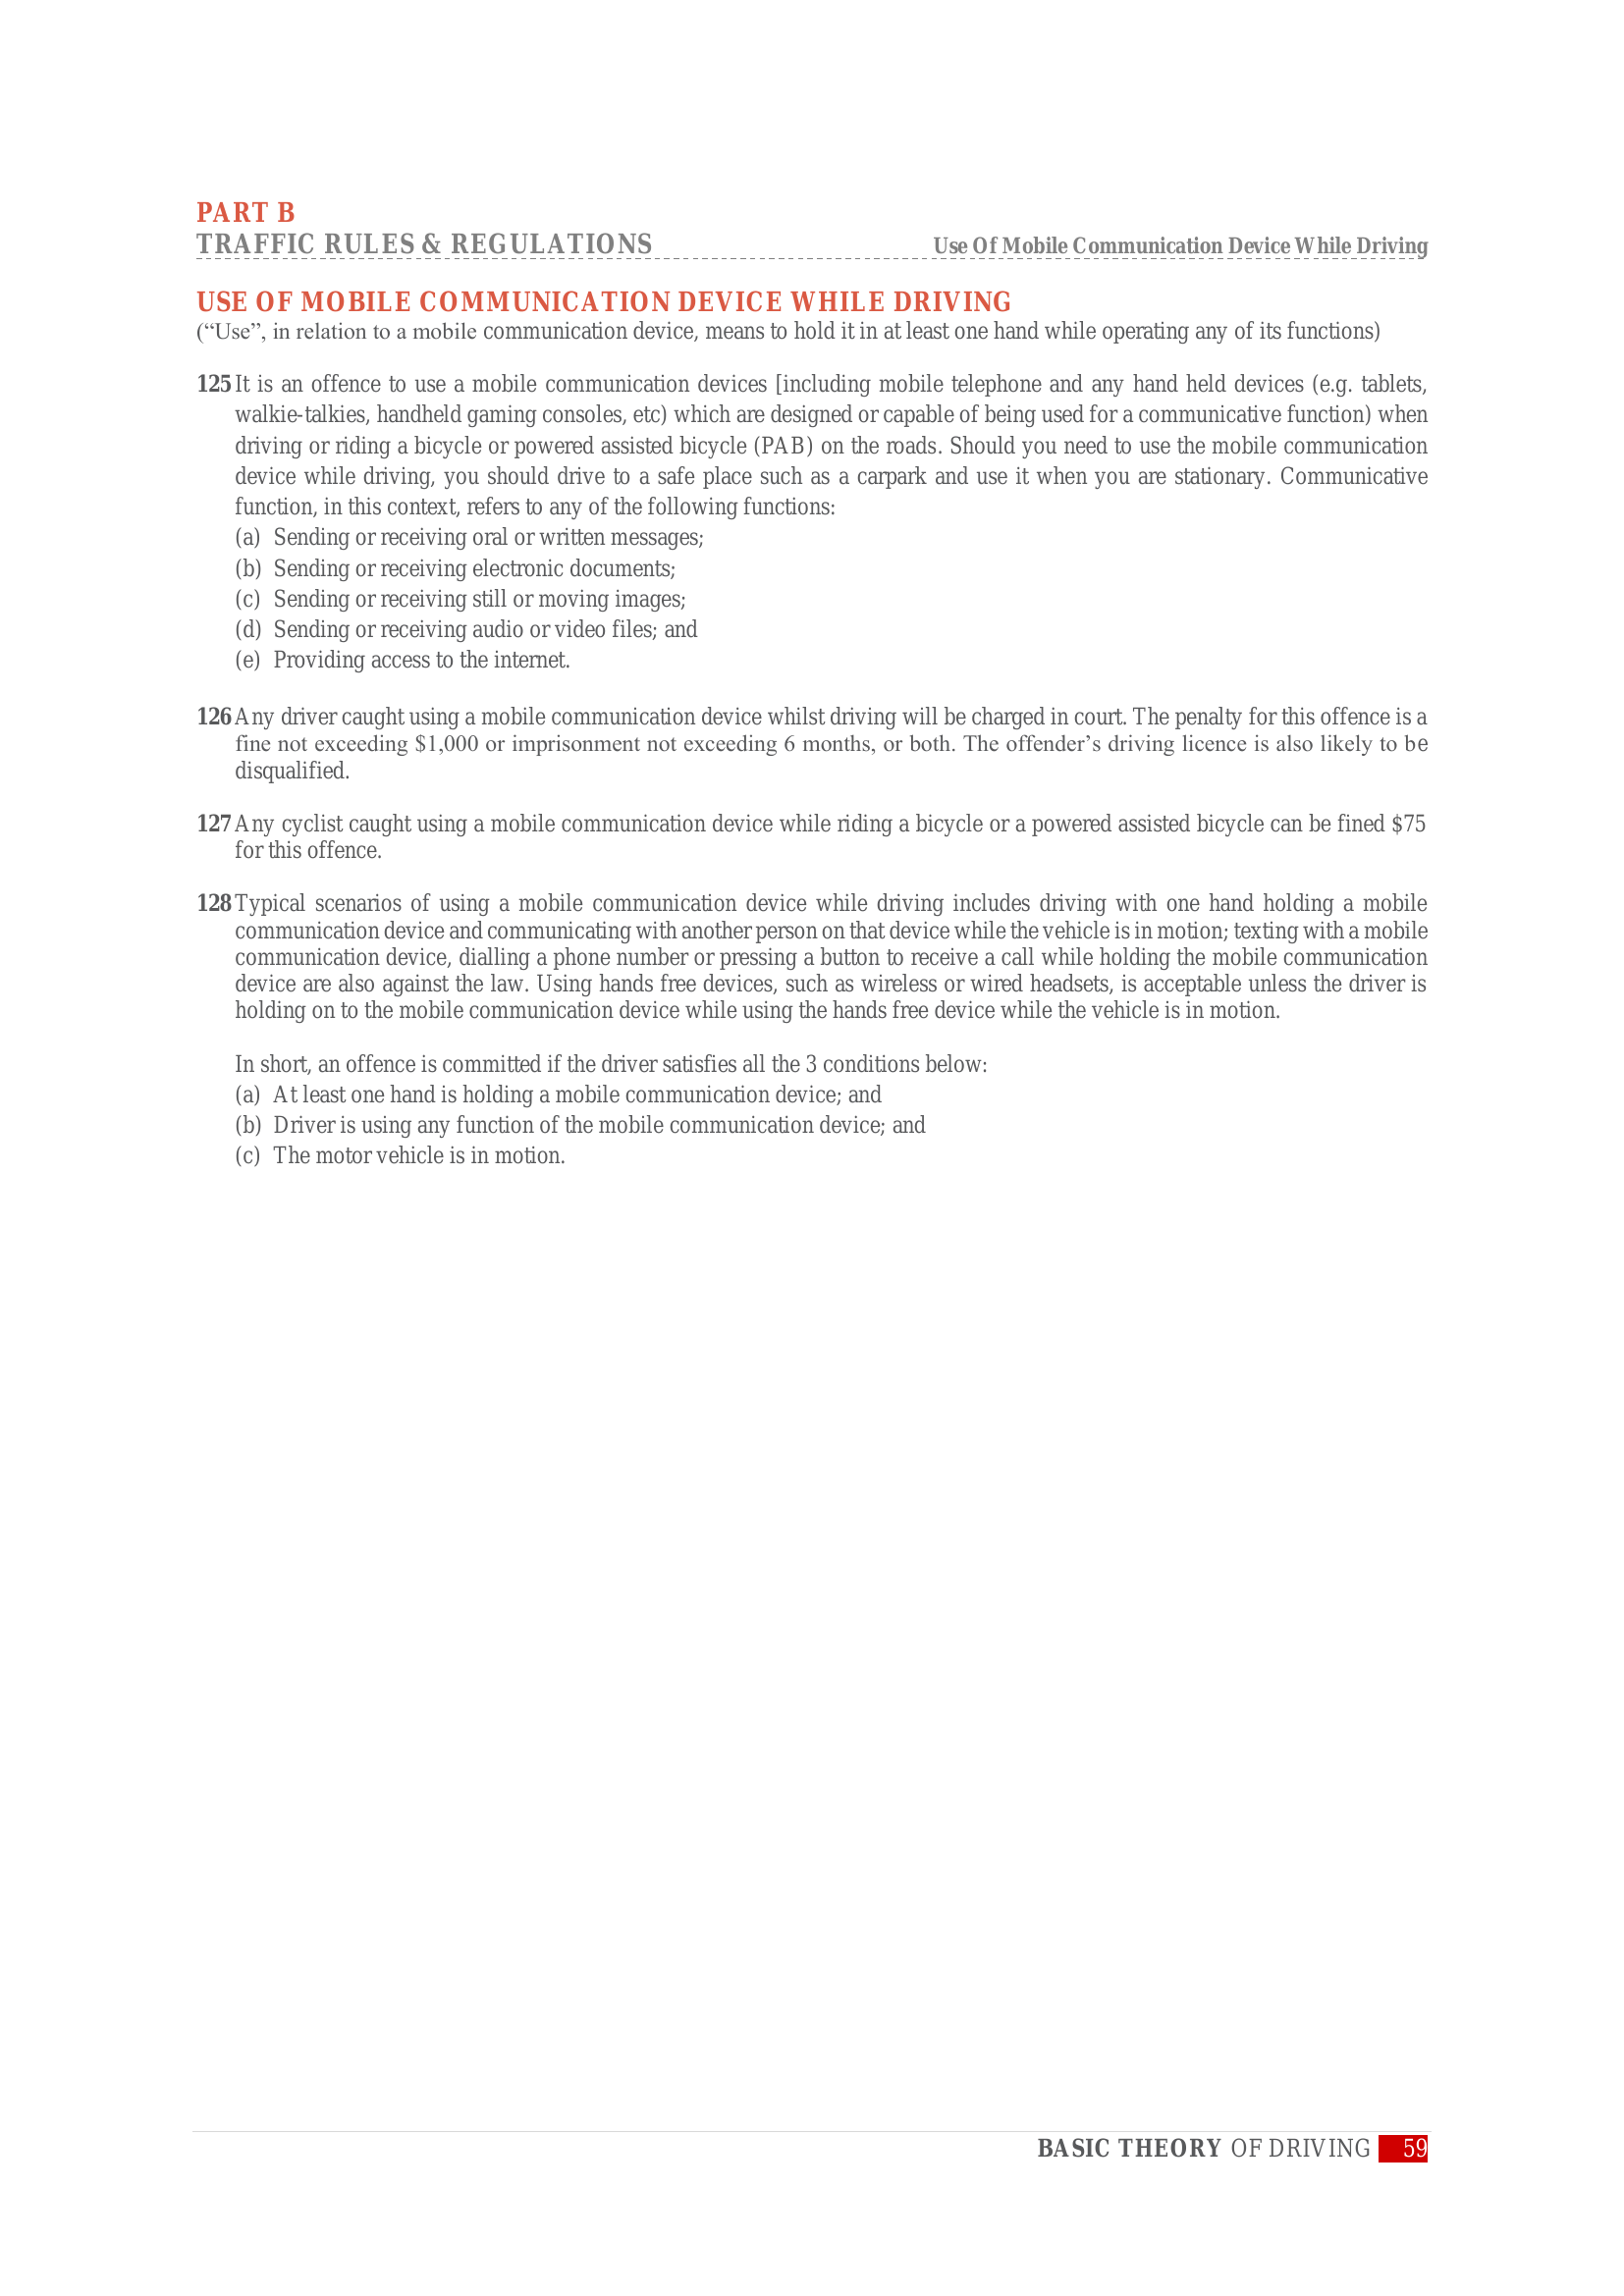 PART B
TRAFFIC RULES & REGULATIONS Use Of Mobile Communication Device While Driving
USE OF MOBILE COMMUNICATION DEVICE WHILE DRIVING
(“Use”, in relation to a mobile communication device, means to hold it in at least one hand while operating any of its functions)
125 It is an offence to use a mobile communication devices [including mobile telephone and any hand held devices (e.g. tablets,
walkie-talkies, handheld gaming consoles, etc) which are designed or capable of being used for a communicative function) when
driving or riding a bicycle or powered assisted bicycle (PAB) on the roads. Should you need to use the mobile communication
device while driving, you should drive to a safe place such as a carpark and use it when you are stationary. Communicative
function, in this context, refers to any of the following functions:
(a) Sending or receiving oral or written messages;
(b) Sending or receiving electronic documents;
(c) Sending or receiving still or moving images;
(d) Sending or receiving audio or video files; and
(e) Providing access to the internet.
126 Any driver caught using a mobile communication device whilst driving will be charged in court. The penalty for this offence is a
fine not exceeding $1,000 or imprisonment not exceeding 6 months, or both. The offender’s driving licence is also likely to be
disqualified.
127 Any cyclist caught using a mobile communication device while riding a bicycle or a powered assisted bicycle can be fined $75
for this offence.
128 Typical scenarios of using a mobile communication device while driving includes driving with one hand holding a mobile
communication device and communicating with another person on that device while the vehicle is in motion; texting with a mobile
communication device, dialling a phone number or pressing a button to receive a call while holding the mobile communication
device are also against the law. Using hands free devices, such as wireless or wired headsets, is acceptable unless the driver is
holding on to the mobile communication device while using the hands free device while the vehicle is in motion.
In short, an offence is committed if the driver satisfies all the 3 conditions below:
(a) At least one hand is holding a mobile communication device; and
(b) Driver is using any function of the mobile communication device; and
(c) The motor vehicle is in motion.
BASIC THEORY OF DRIVING 59